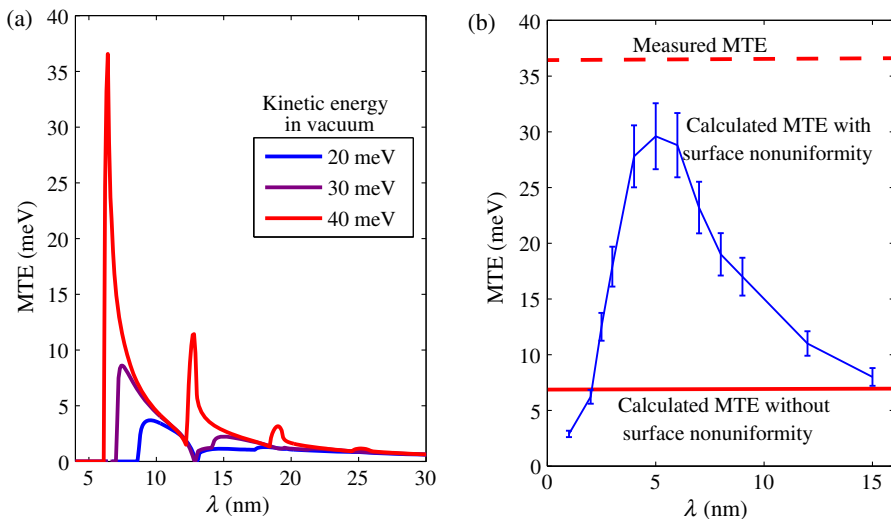 (a)
40
35
30
25
20
15
10
5
0
MTE (meV)
Kinetic energy
in vacuum
20 meV
30 meV
40 meV
5
10
15
20
25
30
λ (nm)
(b)
40
35
30
25
20
15
10
5
0
MTE (meV)
Measured MTE
Calculated MTE with
surface nonuniformity
Calculated MTE without
surface nonuniformity
0
5
10
15
λ (nm)